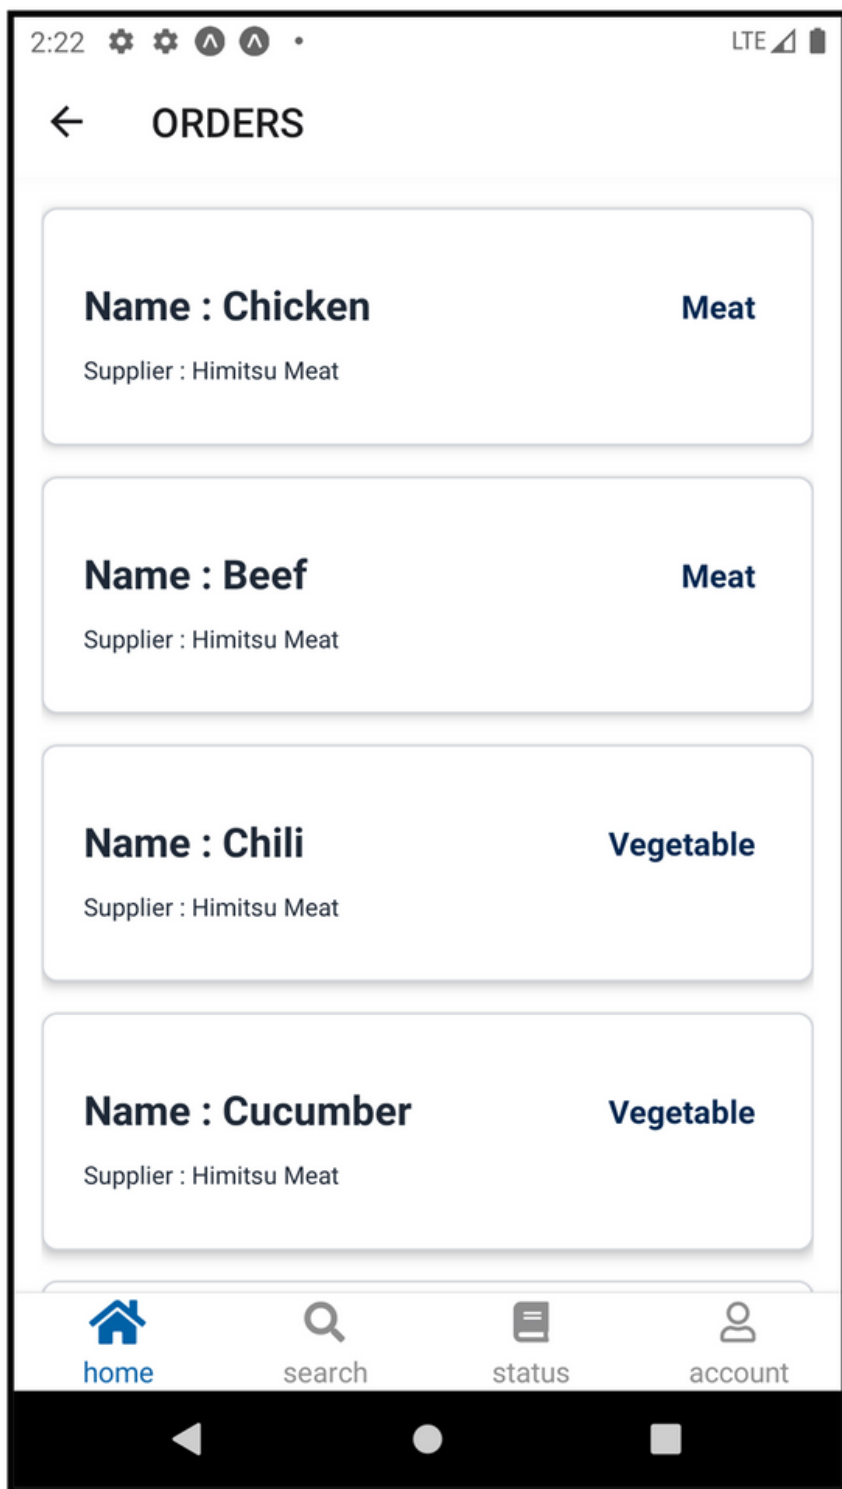 2:22 LTE
ORDERS
Name : Chicken Meat
Supplier : Himitsu Meat
Name : Beef Meat
Supplier : Himitsu Meat
Name : Chili Vegetable
Supplier : Himitsu Meat
Name : Cucumber Vegetable
Supplier : Himitsu Meat
home search status account